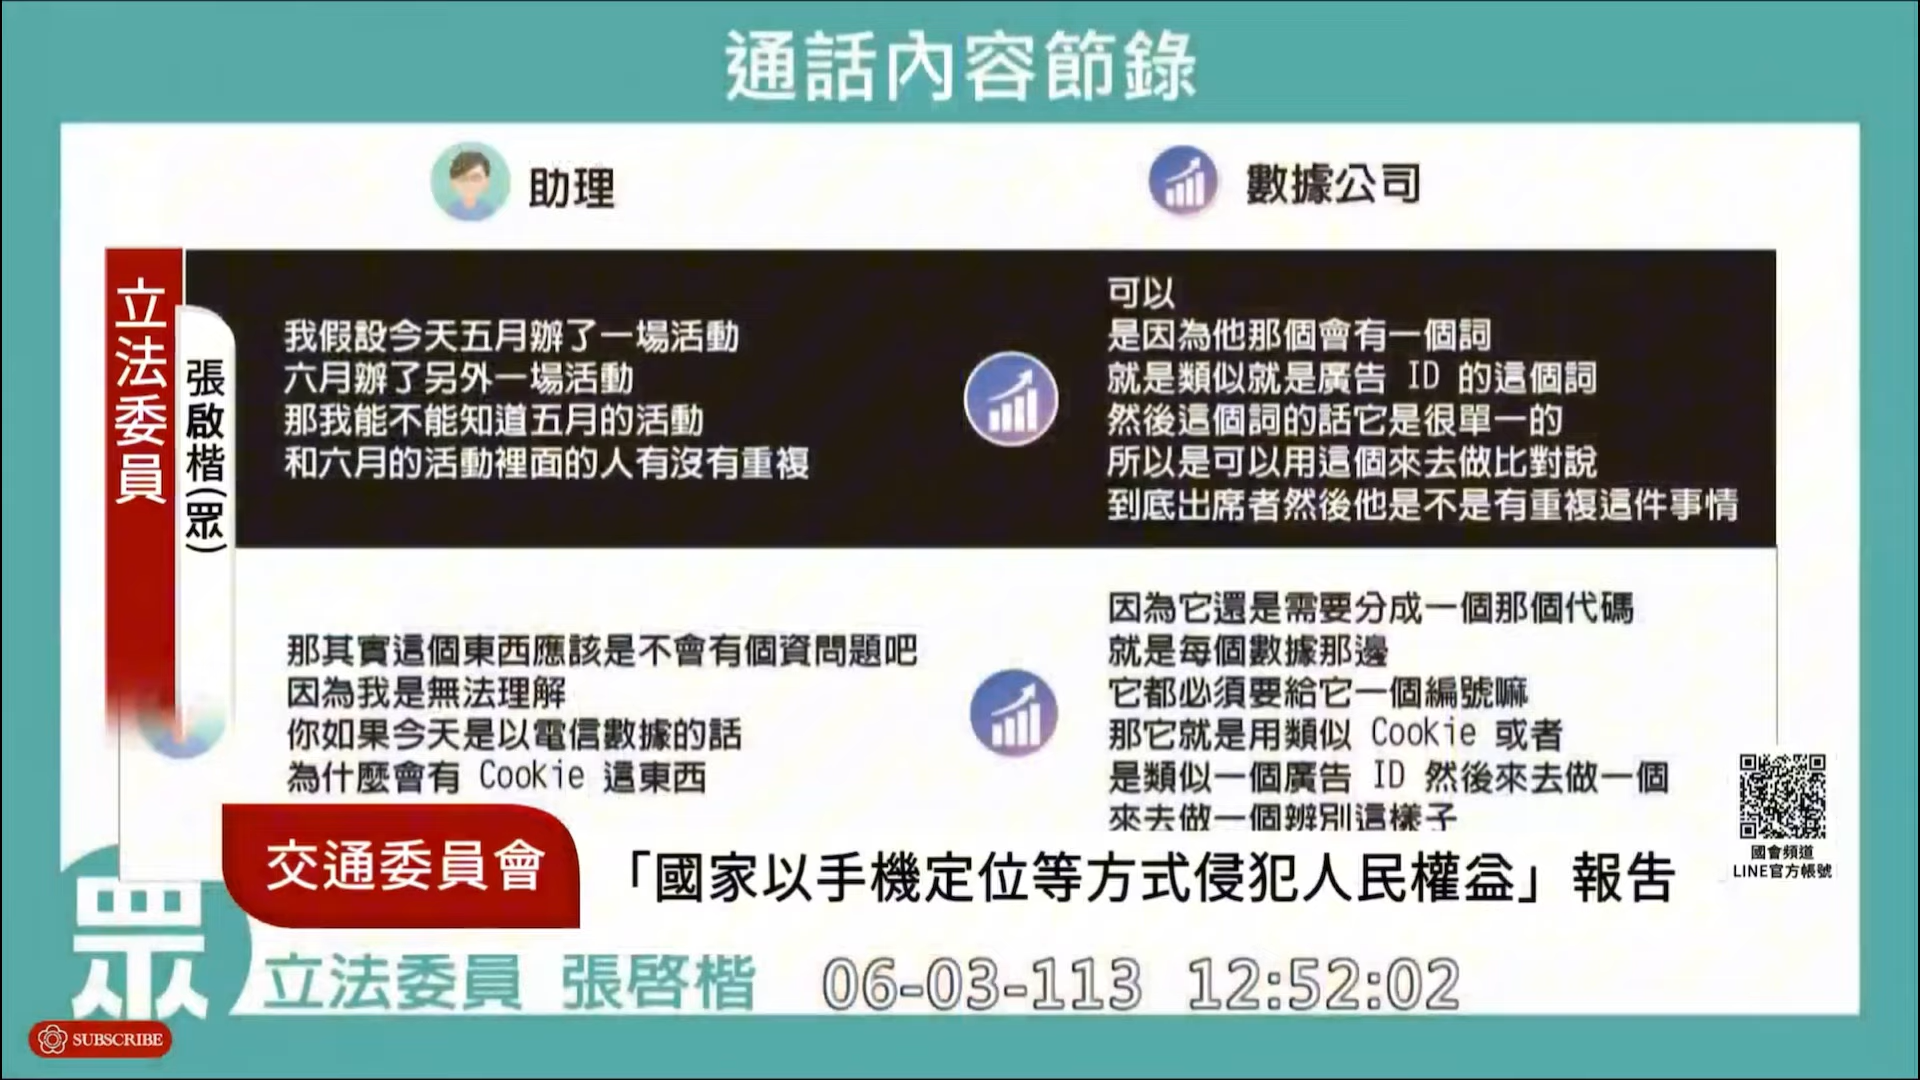 通話內容節錄
助理
數據公司
立法委員
張啟楷(眾)
我假設今天五月辦了一場活動
六月辦了另外一場活動
那我能不能知道五月的活動
和六月的活動裡面的人有沒有重複
可以
是因為他那個會有一個詞
就是類似就是廣告 ID 的這個詞
然後這個詞的話它是很單一的
所以是可以用這個來去做比對說
到底出席者然後他是不是有重複這件事情
那其實這個東西應該是不會有個資問題吧
因為我是無法理解
你如果今天是以電信數據的話
為什麼會有 Cookie 這東西
因為它還是需要分成一個那個代碼
就是每個數據那邊
它都必須要給它一個編號嘛
那它就是用類似 Cookie 或者
是類似一個廣告 ID 然後來去做一個
來去做一個辨別這樣子
交通委員會
「國家以手機定位等方式侵犯人民權益」報告
國會頻道
LINE官方帳號
眾
立法委員 張啓楷
06-03-113 12:52:02
SUBSCRIBE